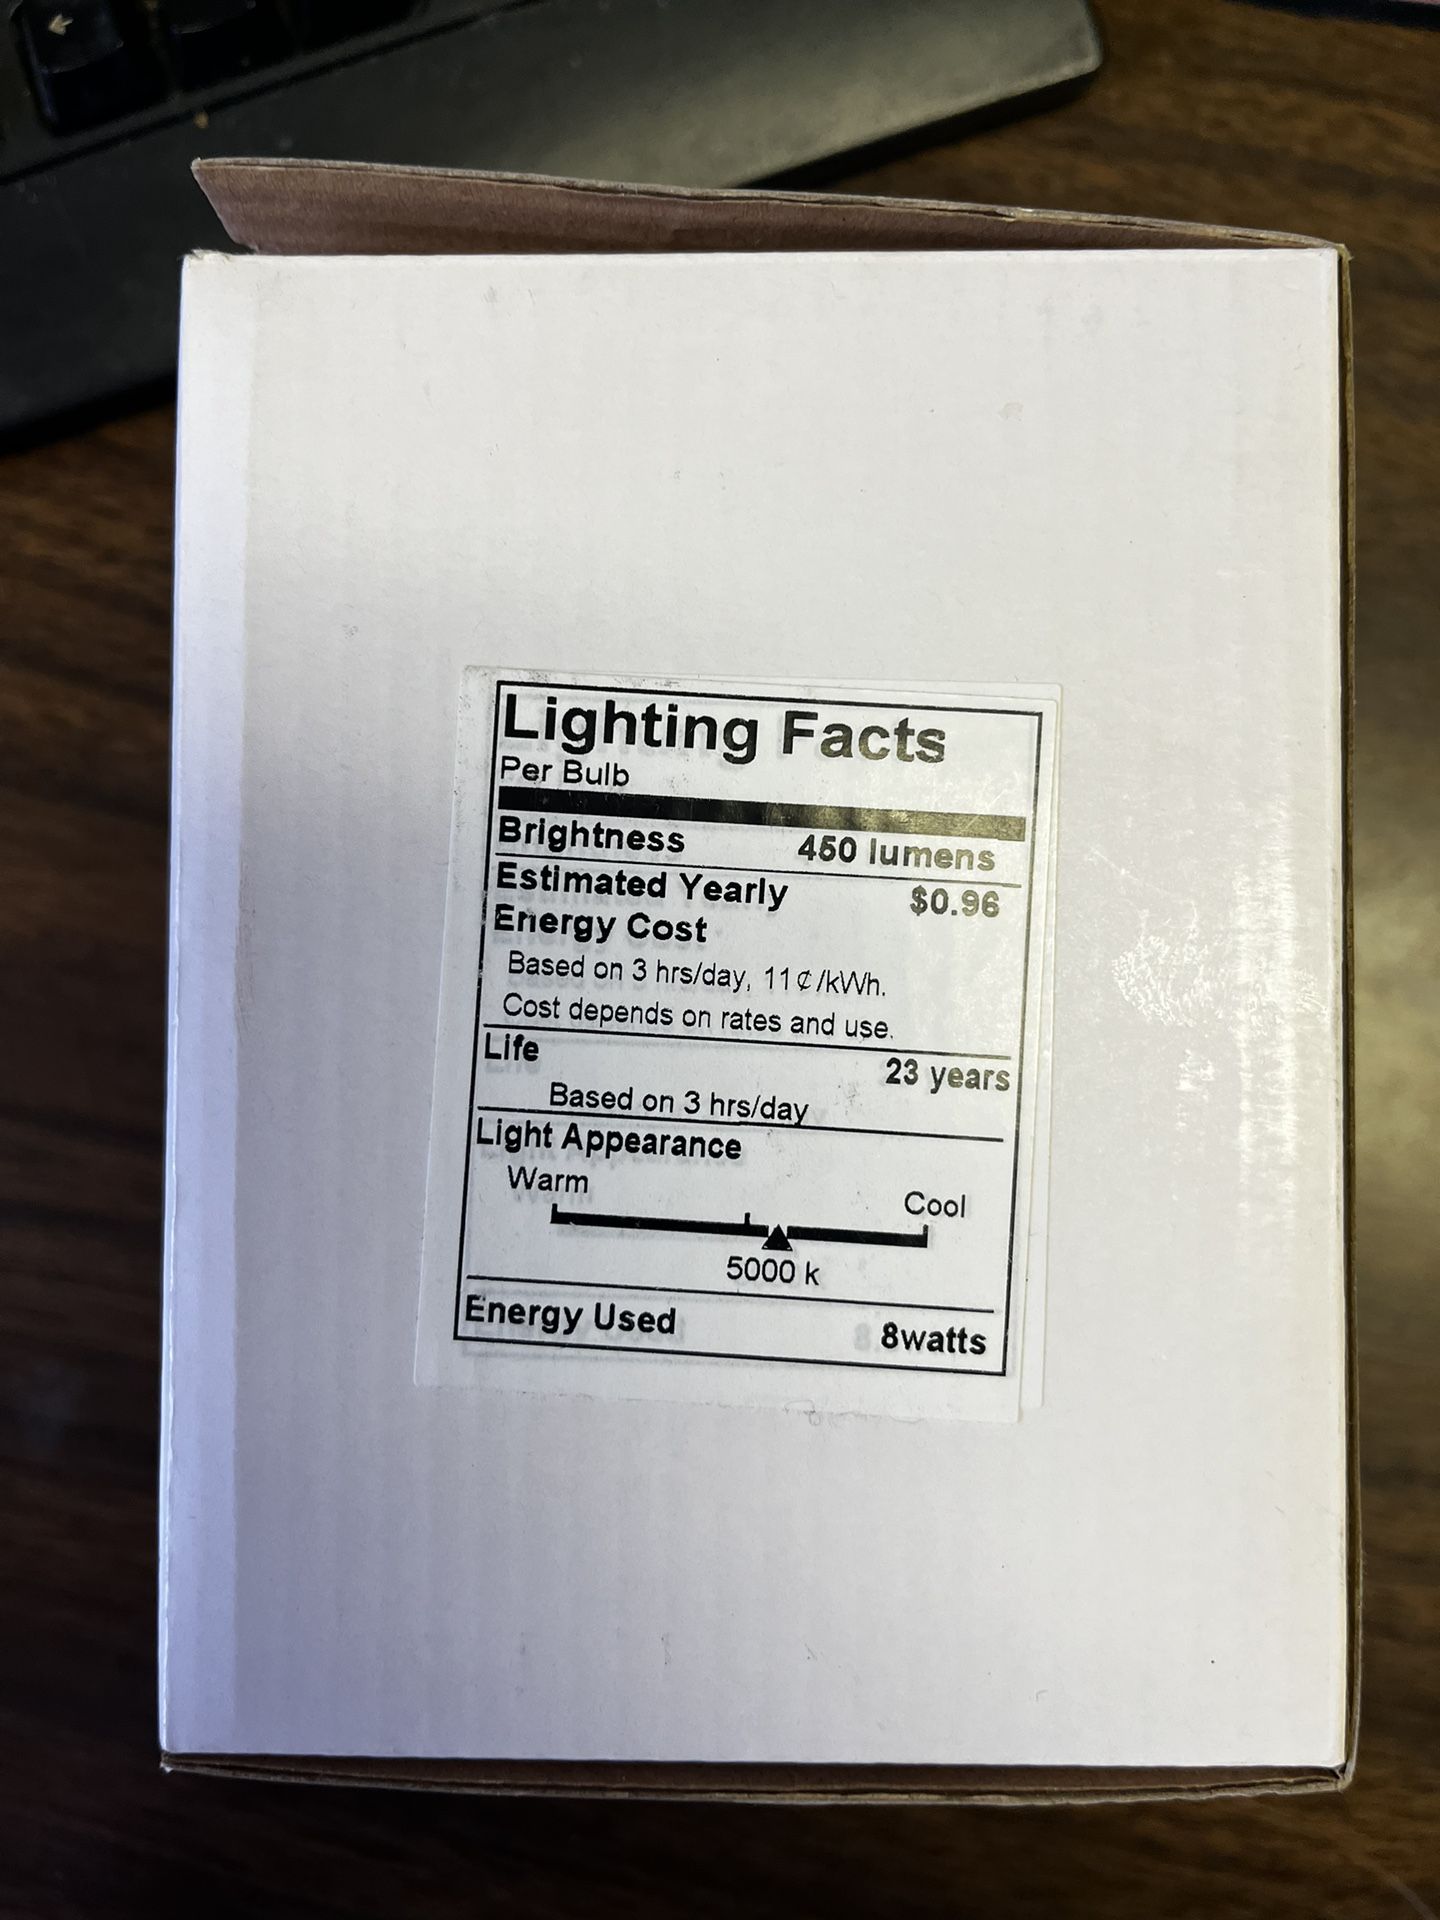 Lighting Facts
Per Bulb
Brightness 450 lumens
Estimated Yearly $0.96
Energy Cost
Based on 3 hrs/day, 11¢/kWh.
Cost depends on rates and use.
Life 23 years
Based on 3 hrs/day
Light Appearance
Warm Cool
5000 k
Energy Used 8watts